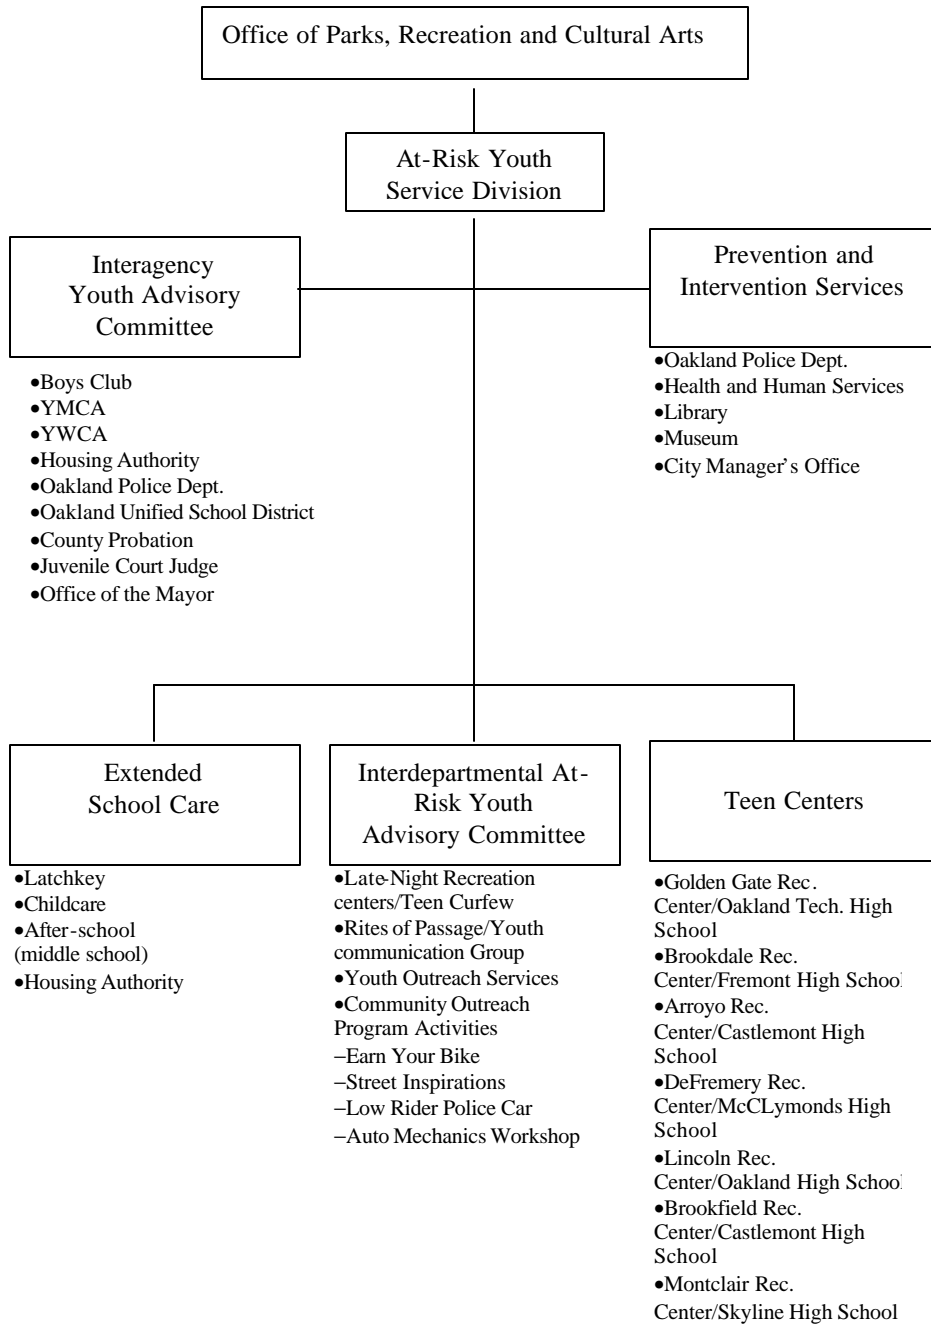 Office of Parks, Recreation and Cultural Arts
At-Risk Youth
Service Division
Interagency
Youth Advisory
Committee
•Boys Club
•YMCA
•YWCA
•Housing Authority
•Oakland Police Dept.
•Oakland Unified School District
•County Probation
•Juvenile Court Judge
•Office of the Mayor
Prevention and
Intervention Services
•Oakland Police Dept.
•Health and Human Services
•Library
•Museum
•City Manager's Office
Extended
School Care
•Latchkey
•Childcare
•After-school
(middle school)
•Housing Authority
Interdepartmental At-
Risk Youth
Advisory Committee
•Late-Night Recreation
centers/Teen Curfew
•Rites of Passage/Youth
communication Group
•Youth Outreach Services
•Community Outreach
Program Activities
–Earn Your Bike
–Street Inspirations
–Low Rider Police Car
–Auto Mechanics Workshop
Teen Centers
•Golden Gate Rec.
Center/Oakland Tech. High
School
•Brookdale Rec.
Center/Fremont High School
•Arroyo Rec.
Center/Castlemont High
School
•DeFremery Rec.
Center/McCLymonds High
School
•Lincoln Rec.
Center/Oakland High School
•Brookfield Rec.
Center/Castlemont High
School
•Montclair Rec.
Center/Skyline High School